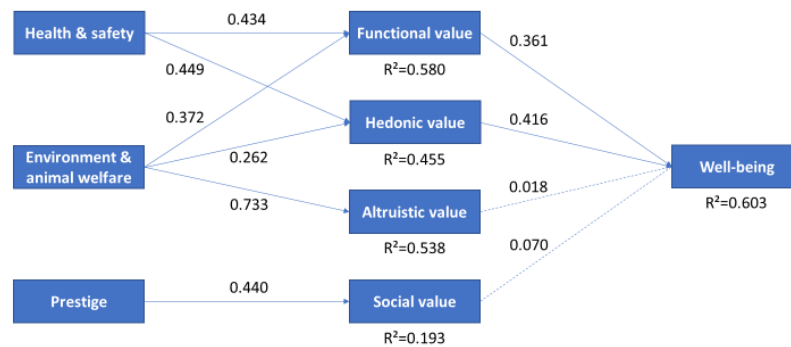 Health & safety
0.434
Functional value
R²=0.580
0.361
0.449
0.372
Hedonic value
R²=0.455
0.416
Environment &
animal welfare
0.262
0.733
Well-being
R²=0.603
Altruistic value
R²=0.538
0.018
0.070
Prestige
0.440
Social value
R²=0.193